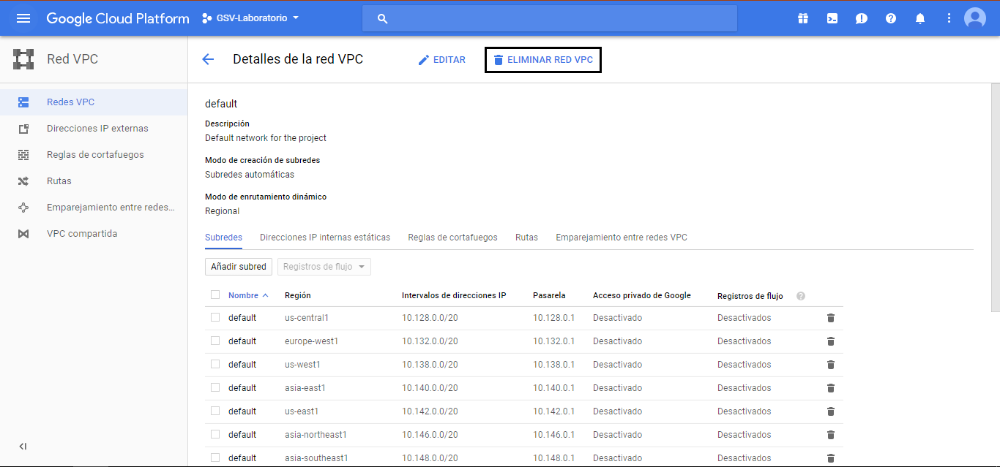 Google Cloud Platform GSV-Laboratorio
Red VPC
Detalles de la red VPC EDITAR ELIMINAR RED VPC
Redes VPC
Direcciones IP externas
Reglas de cortafuegos
Rutas
Emparejamiento entre redes...
VPC compartida
default
Descripción
Default network for the project
Modo de creación de subredes
Subredes automáticas
Modo de enrutamiento dinámico
Regional
Subredes Direcciones IP internas estáticas Reglas de cortafuegos Rutas Emparejamiento entre redes VPC
Añadir subred Registros de flujo
Nombre Región Intervalos de direcciones IP Pasarela Acceso privado de Google Registros de flujo
default us-central1 10.128.0.0/20 10.128.0.1 Desactivado Desactivados
default europe-west1 10.132.0.0/20 10.132.0.1 Desactivado Desactivados
default us-west1 10.138.0.0/20 10.138.0.1 Desactivado Desactivados
default asia-east1 10.140.0.0/20 10.140.0.1 Desactivado Desactivados
default us-east1 10.142.0.0/20 10.142.0.1 Desactivado Desactivados
default asia-northeast1 10.146.0.0/20 10.146.0.1 Desactivado Desactivados
default asia-southeast1 10.148.0.0/20 10.148.0.1 Desactivado Desactivados